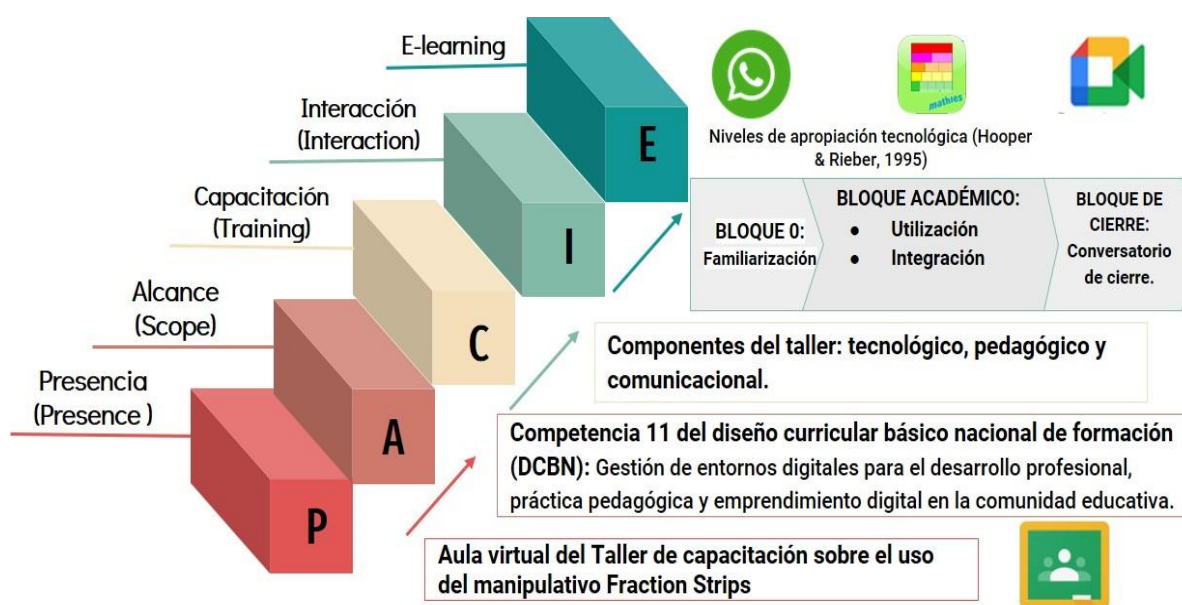 E-learning
Interacción
(Interaction)
Capacitación
(Training)
Alcance
(Scope)
Presencia
(Presence )
E
I
C
A
P
mathies
Niveles de apropiación tecnológica (Hooper
& Rieber, 1995)
BLOQUE 0:
Familiarización
BLOQUE ACADÉMICO:
● Utilización
● Integración
BLOQUE DE
CIERRE:
Conversatorio
de cierre.
Componentes del taller: tecnológico, pedagógico y
comunicacional.
Competencia 11 del diseño curricular básico nacional de formación
(DCBN): Gestión de entornos digitales para el desarrollo profesional,
práctica pedagógica y emprendimiento digital en la comunidad educativa.
Aula virtual del Taller de capacitación sobre el uso
del manipulativo Fraction Strips